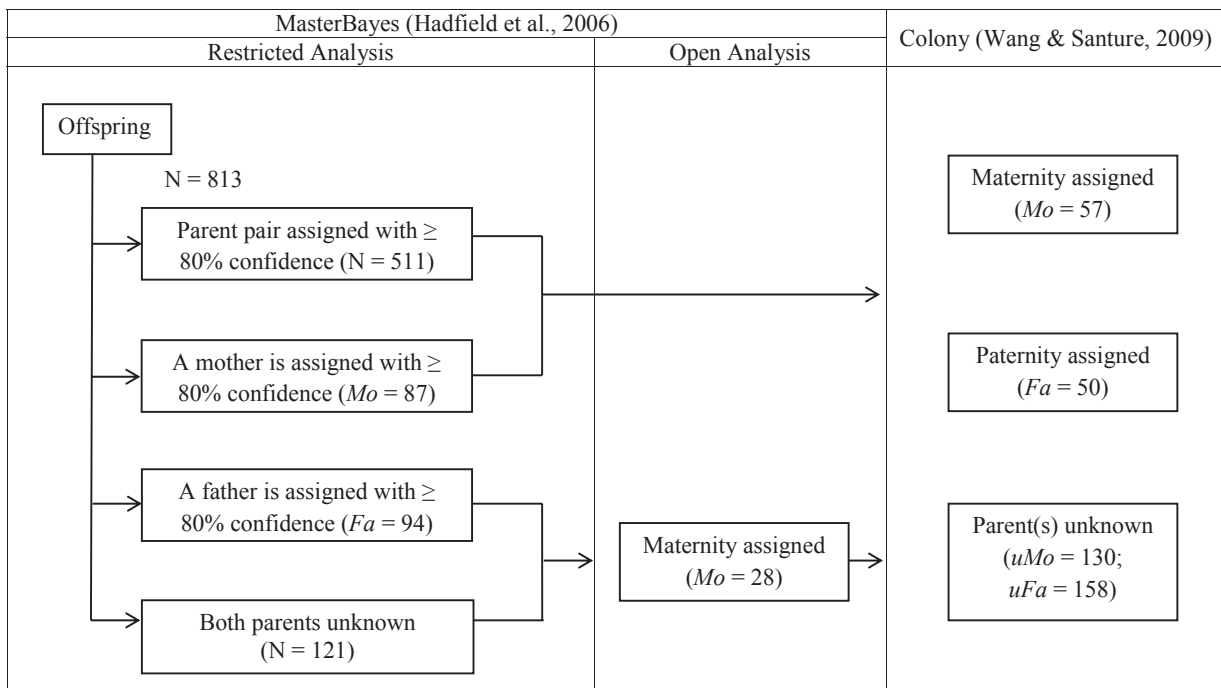 MasterBayes (Hadfield et al., 2006)
Colony (Wang & Santure, 2009)
Restricted Analysis
Open Analysis
Offspring
N = 813
Parent pair assigned with ≥
80% confidence (N = 511)
A mother is assigned with ≥
80% confidence (Mo = 87)
A father is assigned with ≥
80% confidence (Fa = 94)
Both parents unknown
(N = 121)
Maternity assigned
(Mo = 28)
Maternity assigned
(Mo = 57)
Paternity assigned
(Fa = 50)
Parent(s) unknown
(uMo = 130;
uFa = 158)